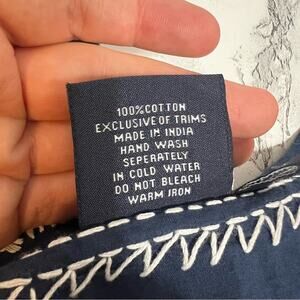 100% COTTON
EXCLUSIVE OF TRIMS
MADE IN INDIA
HAND WASH
SEPERATELY
IN COLD WATER
DO NOT BLEACH
WARM IRON